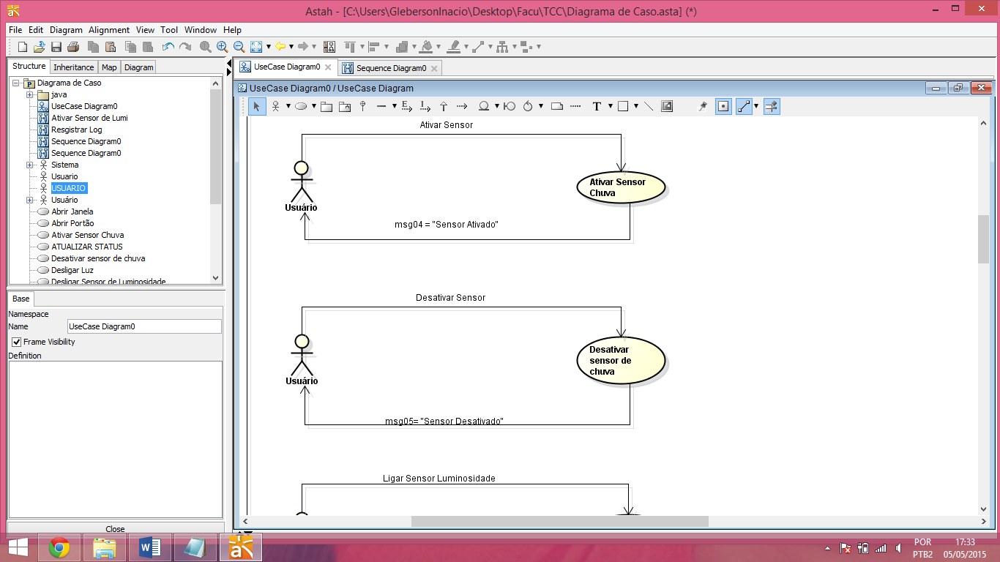 Astah - [C:\Users\GlebersonInacio\Desktop\Facu\TCC\Diagrama de Caso.asta] (*)
File Edit Diagram Alignment View Tool Window Help
Structure Inheritance Map Diagram
Diagrama de Caso
java
UseCase Diagram0
Ativar Sensor de Lumi
Resgistrar Log
Sequence Diagram0
Sequence Diagram0
Sistema
Usuario
USUARIO
Usuário
Abrir Janela
Abrir Portão
Ativar Sensor Chuva
ATUALIZAR STATUS
Desativar sensor de chuva
Desligar Luz
Desligar Sensor de Luminosidade
Base
Namespace
Name UseCase Diagram0
Frame Visibility
Definition
Close
UseCase Diagram0 Sequence Diagram0
UseCase Diagram0 / UseCase Diagram
Ativar Sensor
Usuário
Ativar Sensor
Chuva
msg04 = "Sensor Ativado"
Desativar Sensor
Usuário
Desativar
sensor de
chuva
msg05= "Sensor Desativado"
Ligar Sensor Luminosidade
POR
PTB2
17:33
05/05/2015